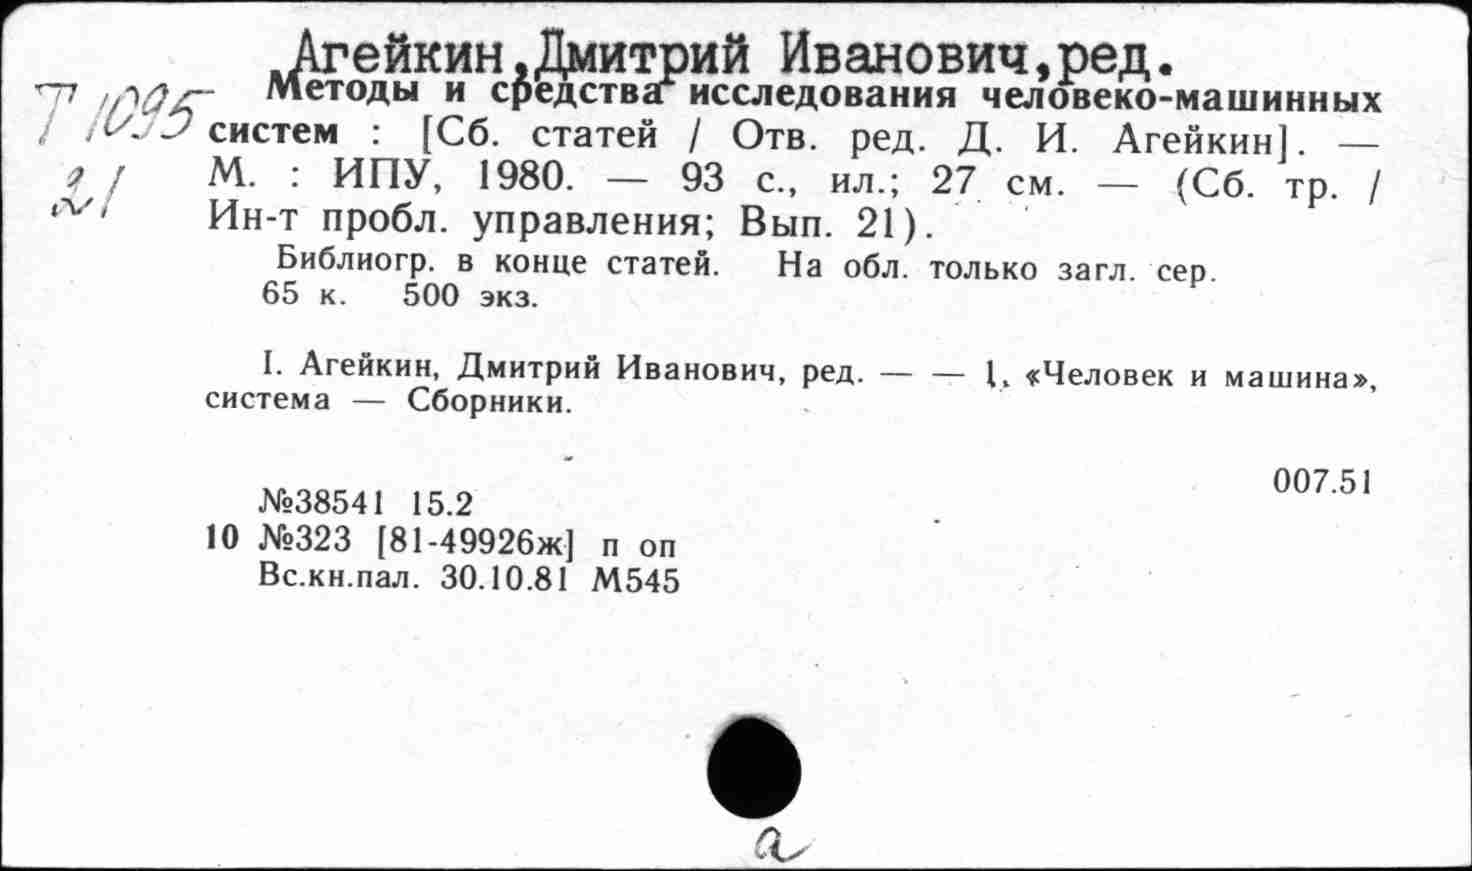 Агейкин,Дмитрий Иванович,ред.
Методы и средства исследования человеко-машинных
Т 1095
систем : [Сб. статей / Отв. ред. Д. И. Агейкин]. —
21
М. : ИПУ, 1980. — 93 с., ил.; 27 см. — (Сб. тр. /
Ин-т пробл. управления; Вып. 21).
Библиогр. в конце статей. На обл. только загл. сер.
65 к. 500 экз.
I. Агейкин, Дмитрий Иванович, ред. — — 1. «Человек и машина»,
система — Сборники.
007.51
№38541 15.2
10 №323 [81-49926ж] п оп
Вс.кн.пал. 30.10.81 М545
а